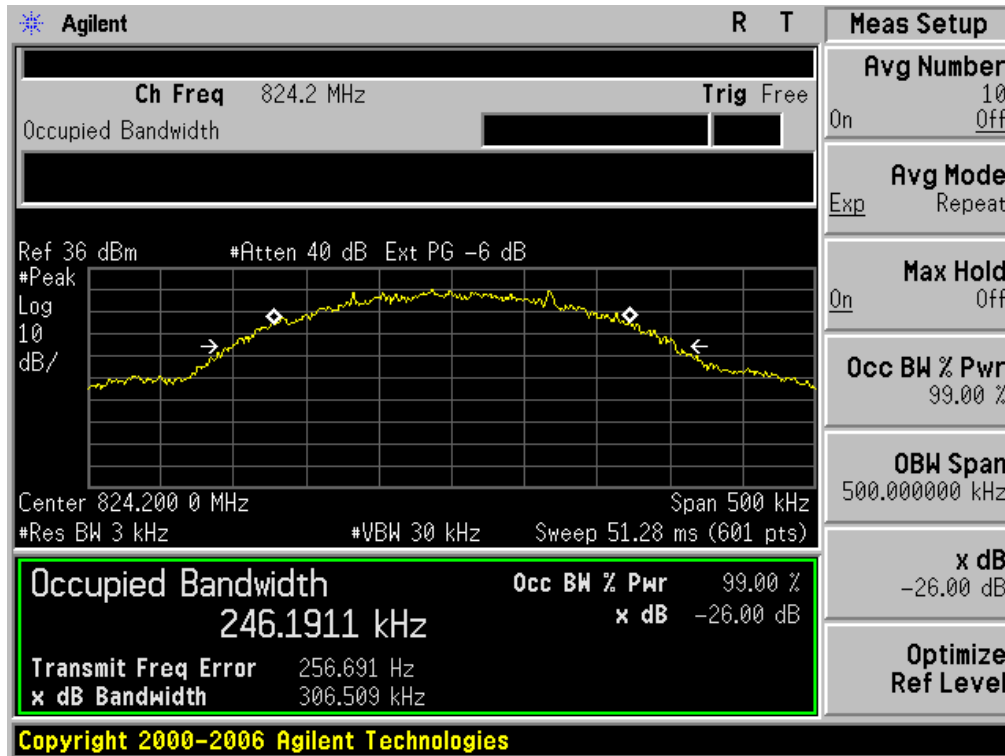 Agilent R T
Ch Freq 824.2 MHz Trig Free
Occupied Bandwidth
Ref 36 dBm #Atten 40 dB Ext PG -6 dB
#Peak
Log
10
dB/
Center 824.200 0 MHz Span 500 kHz
#Res BW 3 kHz #VBW 30 kHz Sweep 51.28 ms (601 pts)
Occupied Bandwidth Occ BW % Pwr 99.00 %
246.1911 kHz x dB -26.00 dB
Transmit Freq Error 256.691 Hz
x dB Bandwidth 306.509 kHz
Copyright 2000-2006 Agilent Technologies
Meas Setup
Avg Number
10
On Off
Avg Mode
Exp Repeat
Max Hold
On Off
Occ BW % Pwr
99.00 %
OBW Span
500.000000 kHz
x dB
-26.00 dB
Optimize
Ref Level